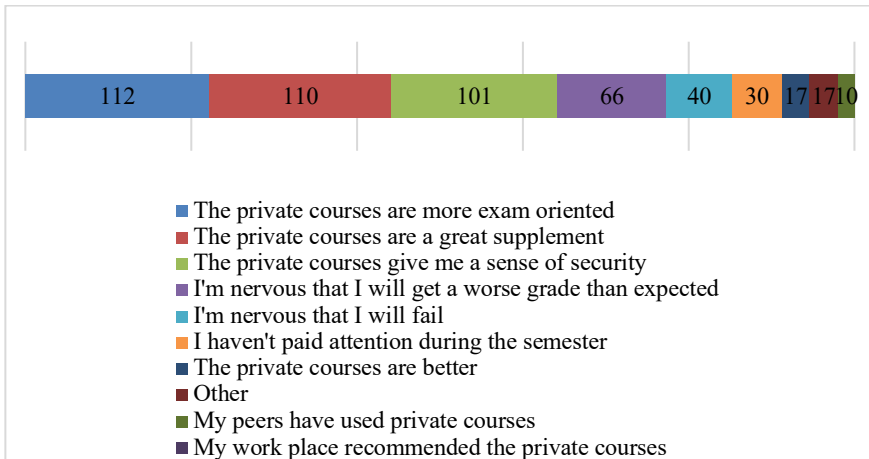 112 110 101 66 40 30 17 17 10
The private courses are more exam oriented
The private courses are a great supplement
The private courses give me a sense of security
I'm nervous that I will get a worse grade than expected
I'm nervous that I will fail
I haven't paid attention during the semester
The private courses are better
Other
My peers have used private courses
My work place recommended the private courses